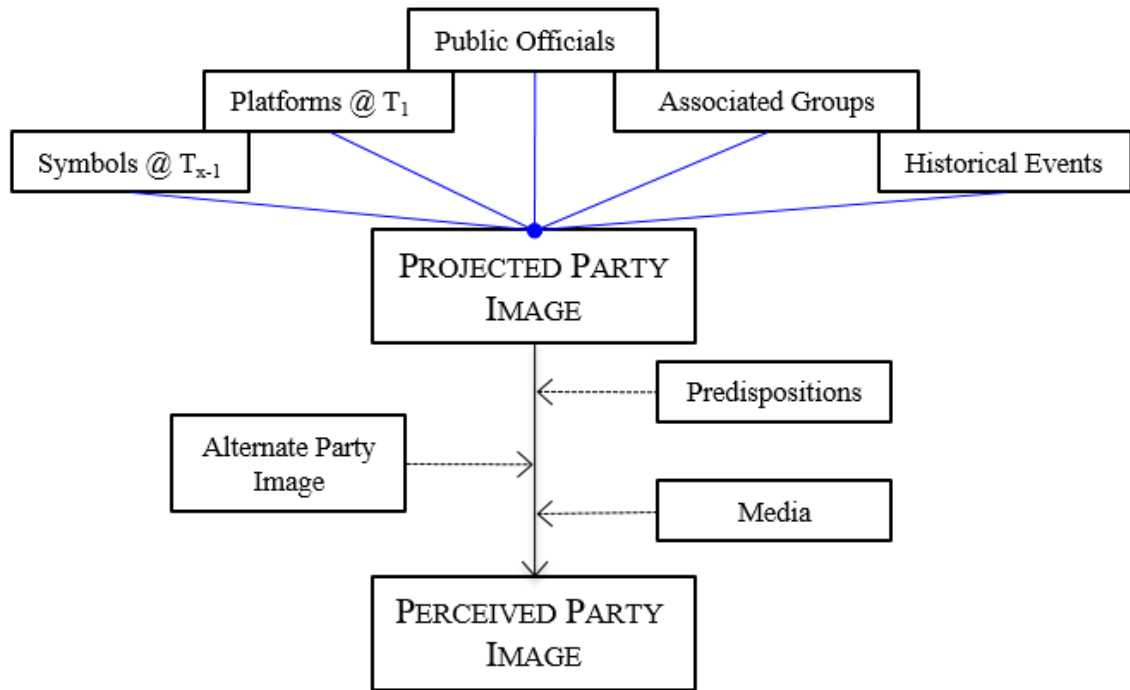 Public Officials
Platforms @ T1
Associated Groups
Symbols @ Tx-1
Historical Events
PROJECTED PARTY
IMAGE
Predispositions
Alternate Party
Image
Media
PERCEIVED PARTY
IMAGE